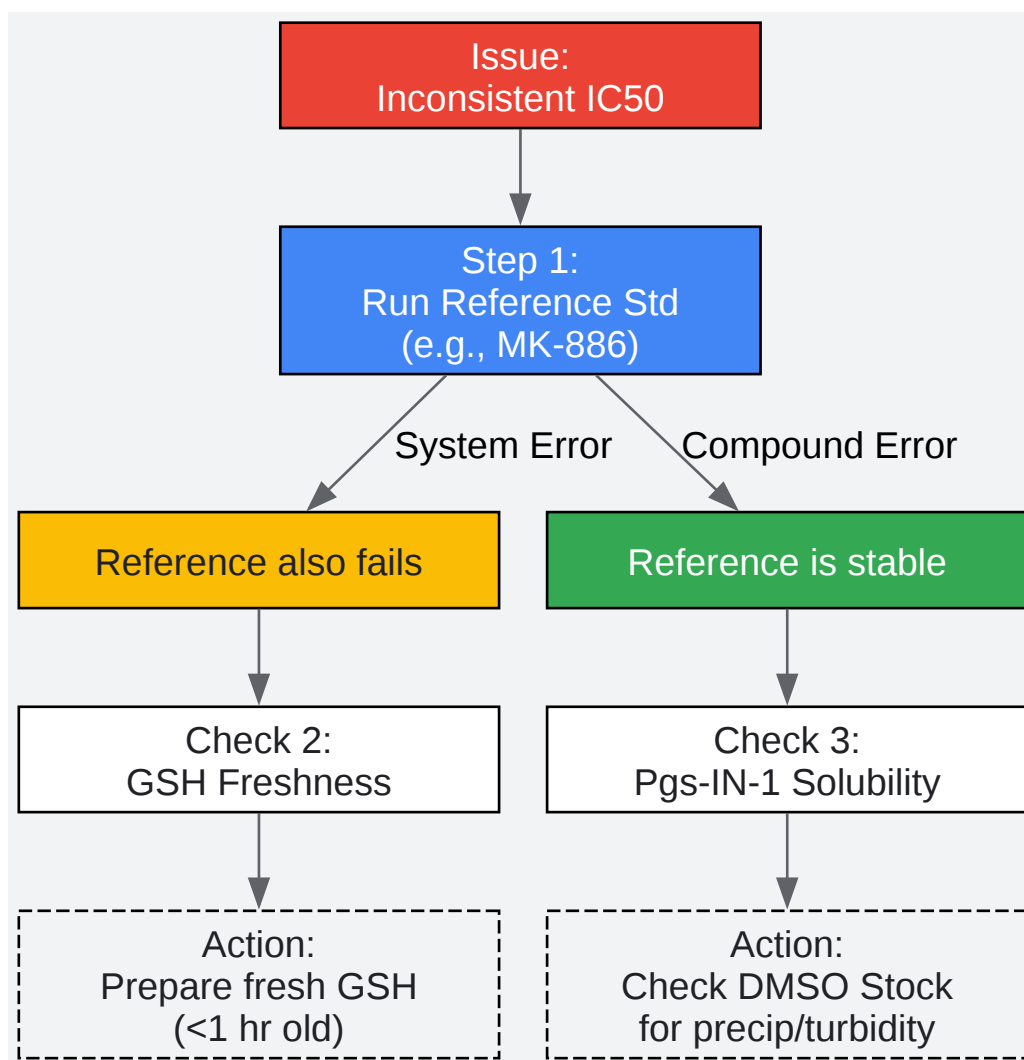 Issue:
Inconsistent IC50
Step 1:
Run Reference Std
(e.g., MK-886)
System Error
Compound Error
Reference also fails
Reference is stable
Check 2:
GSH Freshness
Check 3:
Pgs-IN-1 Solubility
Action:
Prepare fresh GSH
(<1 hr old)
Action:
Check DMSO Stock
for precip/turbidity